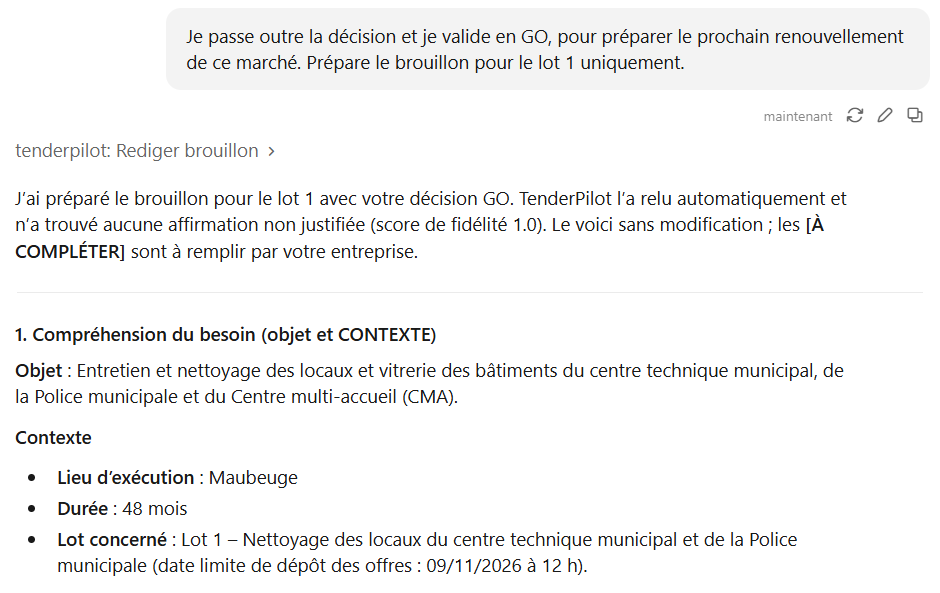 Je passe outre la décision et je valide en GO, pour préparer le prochain renouvellement
de ce marché. Prépare le brouillon pour le lot 1 uniquement.
maintenant
tenderpilot: Rediger brouillon >
J’ai préparé le brouillon pour le lot 1 avec votre décision GO. TenderPilot l’a relu automatiquement et
n’a trouvé aucune affirmation non justifiée (score de fidélité 1.0). Le voici sans modification ; les [À
COMPLÉTER] sont à remplir par votre entreprise.
1. Compréhension du besoin (objet et CONTEXTE)
Objet : Entretien et nettoyage des locaux et vitrerie des bâtiments du centre technique municipal, de
la Police municipale et du Centre multi-accueil (CMA).
Contexte
• Lieu d’exécution : Maubeuge
• Durée : 48 mois
• Lot concerné : Lot 1 – Nettoyage des locaux du centre technique municipal et de la Police
municipale (date limite de dépôt des offres : 09/11/2026 à 12 h).